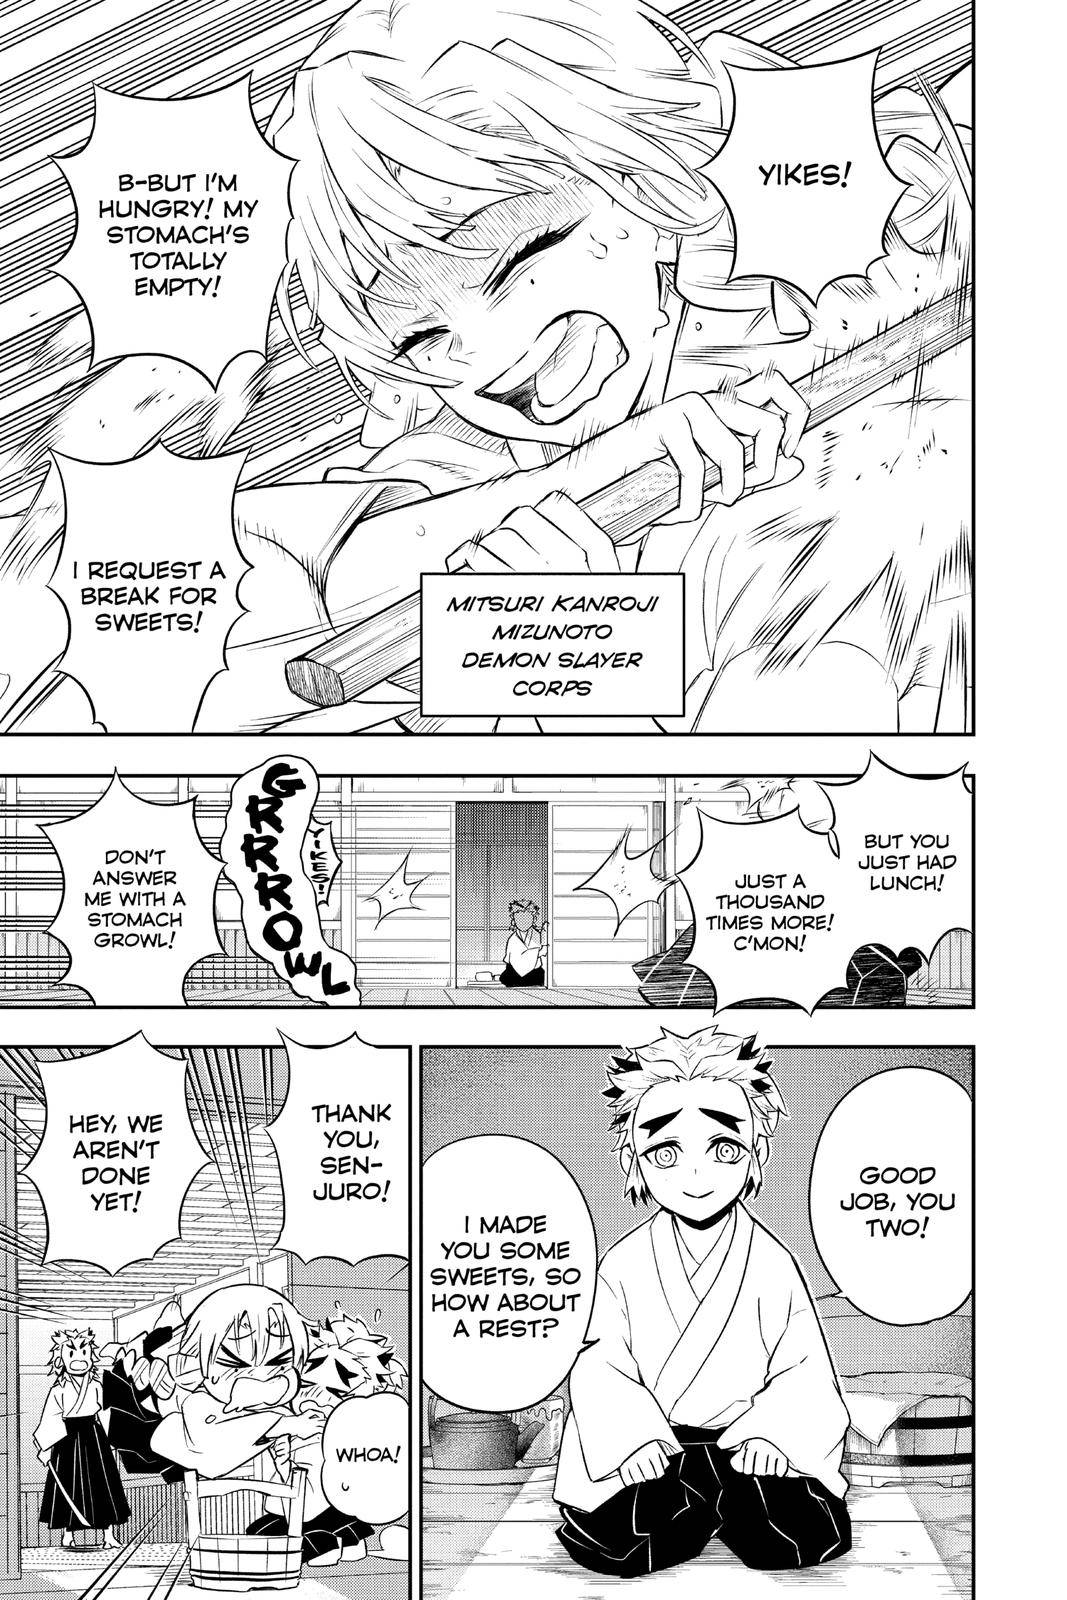 YIKES!
B-BUT I'M
HUNGRY! MY
STOMACH'S
TOTALLY
EMPTY!
I REQUEST A
BREAK FOR
SWEETS!
MITSURI KANROJI
MIZUNOTO
DEMON SLAYER
CORPS
BUT YOU
JUST HAD
LUNCH!
JUST A
THOUSAND
TIMES MORE!
C'MON!
YIKES!
GRRROWL
DON'T
ANSWER
ME WITH A
STOMACH
GROWL!
GOOD
JOB, YOU
TWO!
I MADE
YOU SOME
SWEETS, SO
HOW ABOUT
A REST?
THANK
YOU,
SEN-
JURO!
WHOA!
HEY, WE
AREN'T
DONE
YET!